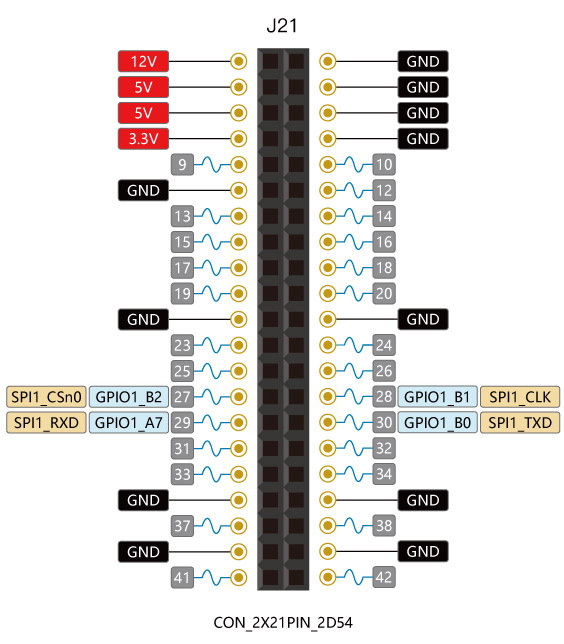 J21
12V GND
5V GND
5V GND
3.3V GND
9 10
GND 12
13 14
15 16
17 18
19 20
GND GND
23 24
25 26
SPI1_CSn0 GPIO1_B2 27 28 GPIO1_B1 SPI1_CLK
SPI1_RXD GPIO1_A7 29 30 GPIO1_B0 SPI1_TXD
31 32
33 34
GND GND
37 38
GND GND
41 42
CON_2X21PIN_2D54